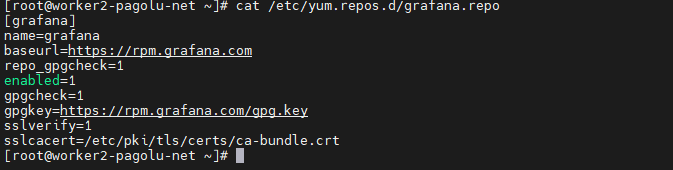 [root@worker2-pagolu-net ~]# cat /etc/yum.repos.d/grafana.repo
[grafana]
name=grafana
baseurl=https://rpm.grafana.com
repo_gpgcheck=1
enabled=1
gpgcheck=1
gpgkey=https://rpm.grafana.com/gpg.key
sslverify=1
sslcacert=/etc/pki/tls/certs/ca-bundle.crt
[root@worker2-pagolu-net ~]#